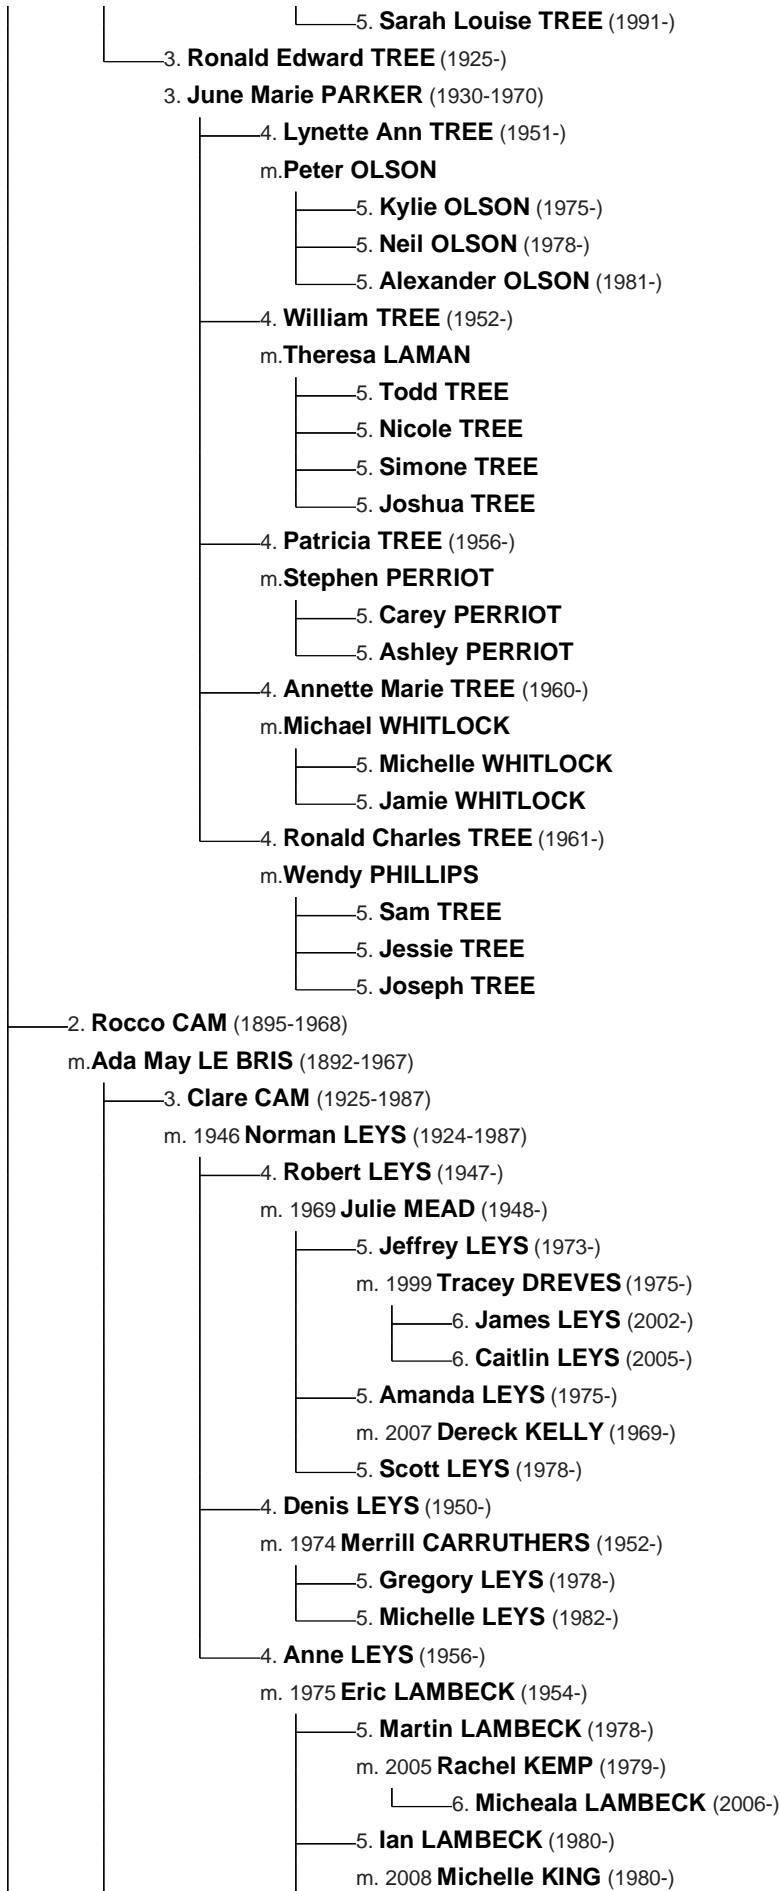 5. Sarah Louise TREE (1991-)
3. Ronald Edward TREE (1925-)
3. June Marie PARKER (1930-1970)
4. Lynette Ann TREE (1951-)
m.Peter OLSON
5. Kylie OLSON (1975-)
5. Neil OLSON (1978-)
5. Alexander OLSON (1981-)
4. William TREE (1952-)
m.Theresa LAMAN
5. Todd TREE
5. Nicole TREE
5. Simone TREE
5. Joshua TREE
4. Patricia TREE (1956-)
m.Stephen PERRIOT
5. Carey PERRIOT
5. Ashley PERRIOT
4. Annette Marie TREE (1960-)
m.Michael WHITLOCK
5. Michelle WHITLOCK
5. Jamie WHITLOCK
4. Ronald Charles TREE (1961-)
m.Wendy PHILLIPS
5. Sam TREE
5. Jessie TREE
5. Joseph TREE
2. Rocco CAM (1895-1968)
m.Ada May LE BRIS (1892-1967)
3. Clare CAM (1925-1987)
m. 1946 Norman LEYS (1924-1987)
4. Robert LEYS (1947-)
m. 1969 Julie MEAD (1948-)
5. Jeffrey LEYS (1973-)
m. 1999 Tracey DREVES (1975-)
6. James LEYS (2002-)
6. Caitlin LEYS (2005-)
5. Amanda LEYS (1975-)
m. 2007 Dereck KELLY (1969-)
5. Scott LEYS (1978-)
4. Denis LEYS (1950-)
m. 1974 Merrill CARRUTHERS (1952-)
5. Gregory LEYS (1978-)
5. Michelle LEYS (1982-)
4. Anne LEYS (1956-)
m. 1975 Eric LAMBECK (1954-)
5. Martin LAMBECK (1978-)
m. 2005 Rachel KEMP (1979-)
6. Micheala LAMBECK (2006-)
5. Ian LAMBECK (1980-)
m. 2008 Michelle KING (1980-)